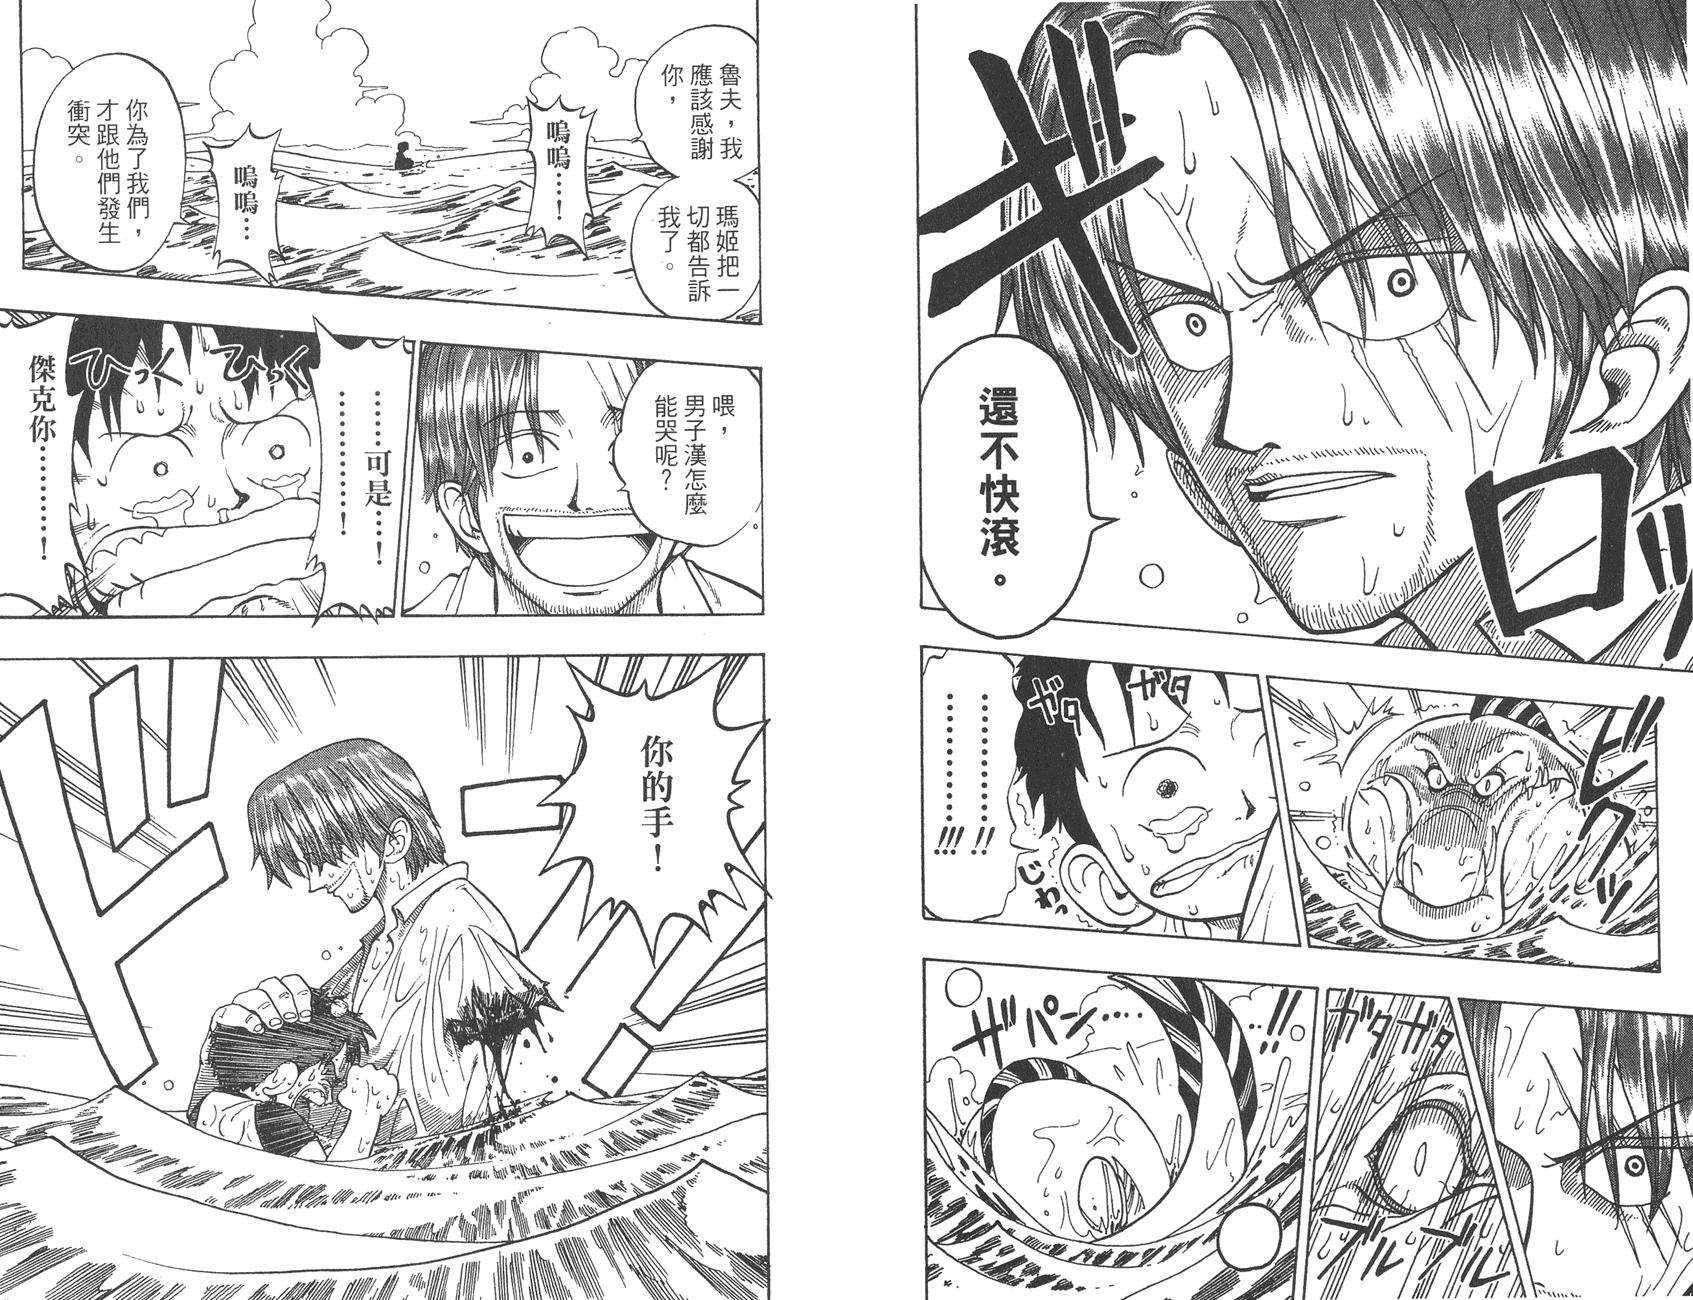 ギ
ロッ
還不快滾。
ビクッ
ガタ
ガタ
…………!!
…………!!!
じわっ
ガタガタ
ブルブル
…!!
ザパン……
魯夫，我
應該感謝
你，
瑪姬把一
切都告訴
我了。
嗚嗚…！
嗚嗚…
你為了我們，
才跟他們發生
衝突。
喂，
男子漢怎麼
能哭呢？
……可是…！
…………！
ひっく
ひっく
傑克你…………！
你的手！
ドン